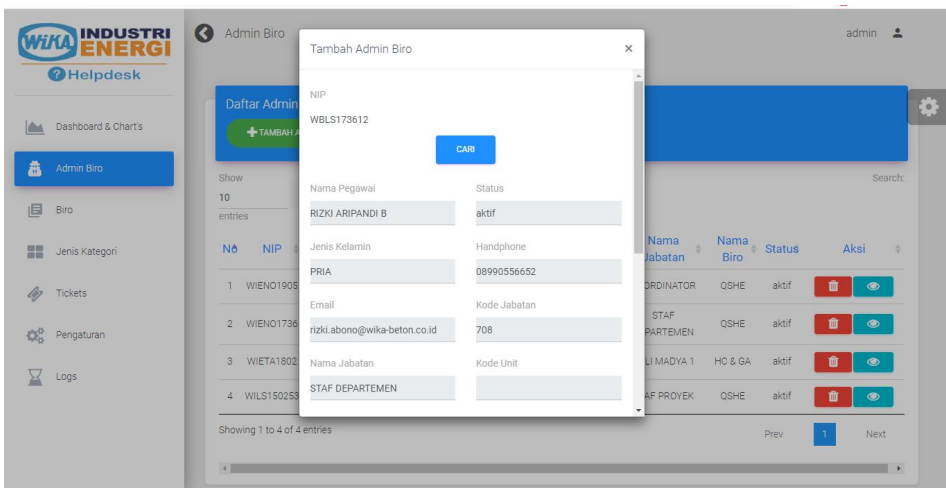 WiKA INDUSTRI
ENERGI
? Helpdesk
Dashboard & Chart's
Admin Biro
Biro
Jenis Kategori
Tickets
Pengaturan
Logs
Admin Biro
admin
Daftar Admin
TAMBAH A
Show
10
entries
Search:
NO NIP Nama Jabatan Nama Biro Status Aksi
1 WIENO1905 ORDINATOR QSHE aktif
2 WIENO1736 STAF PARTEMEN QSHE aktif
3 WIETA1802 LI MADYA 1 HC & GA aktif
4 WILS150253 AF PROYEK QSHE aktif
Showing 1 to 4 of 4 entries
Prev 1 Next
Tambah Admin Biro ×
NIP
WBLS173612
CARI
Nama Pegawai Status
RIZKI ARIPANDI B aktif
Jenis Kelamin Handphone
PRIA 08990556652
Email Kode Jabatan
rizki.abono@wika-beton.co.id 708
Nama Jabatan Kode Unit
STAF DEPARTEMEN